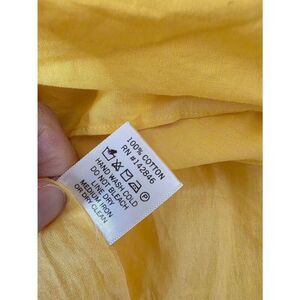 100% COTTON
RN #142846
HAND WASH COLD
DO NOT BLEACH
LINE DRY
MEDIUM IRON
OR DRY CLEAN